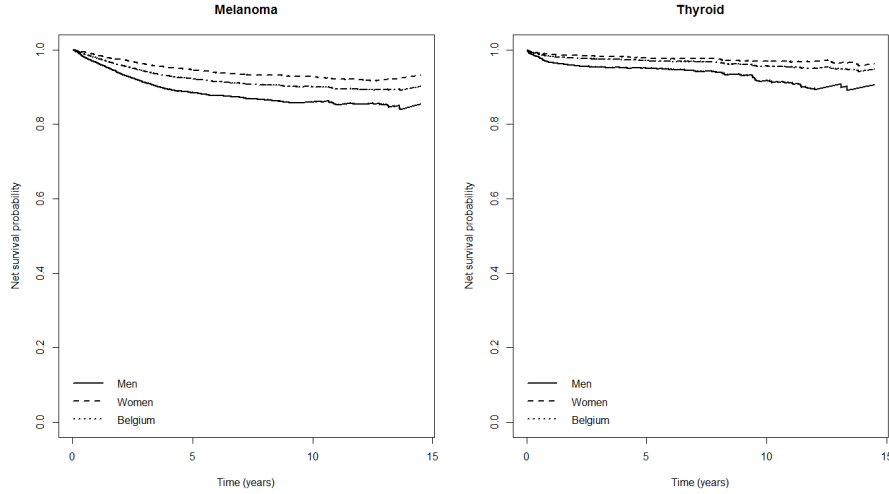 Melanoma
Net survival probability
1.0
0.8
0.6
0.4
0.2
0.0
Men
Women
Belgium
0 5 10 15
Time (years)
Thyroid
Net survival probability
1.0
0.8
0.6
0.4
0.2
0.0
Men
Women
Belgium
0 5 10 15
Time (years)